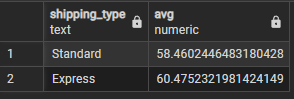 shipping_type avg
text numeric
1 Standard 58.4602446483180428
2 Express 60.4752321981424149